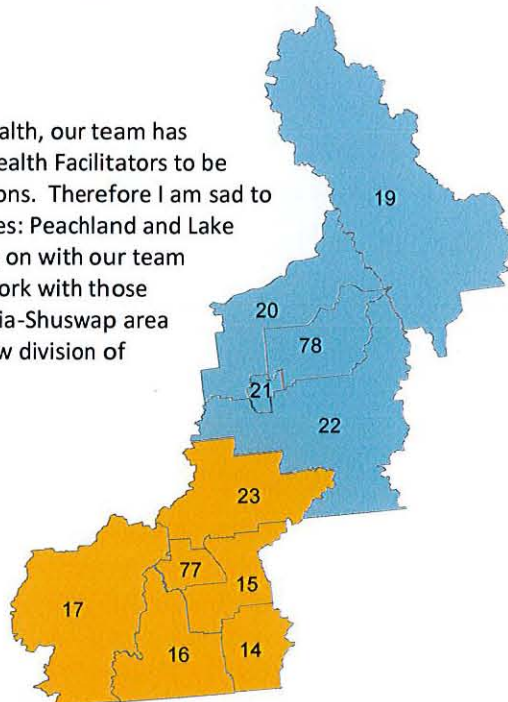 alth, our team has
ealth Facilitators to be
ons. Therefore I am sad to
es: Peachland and Lake
on with our team
ork with those
ia-Shuswap area
w division of
19
20
78
21
22
23
77
15
17
16
14